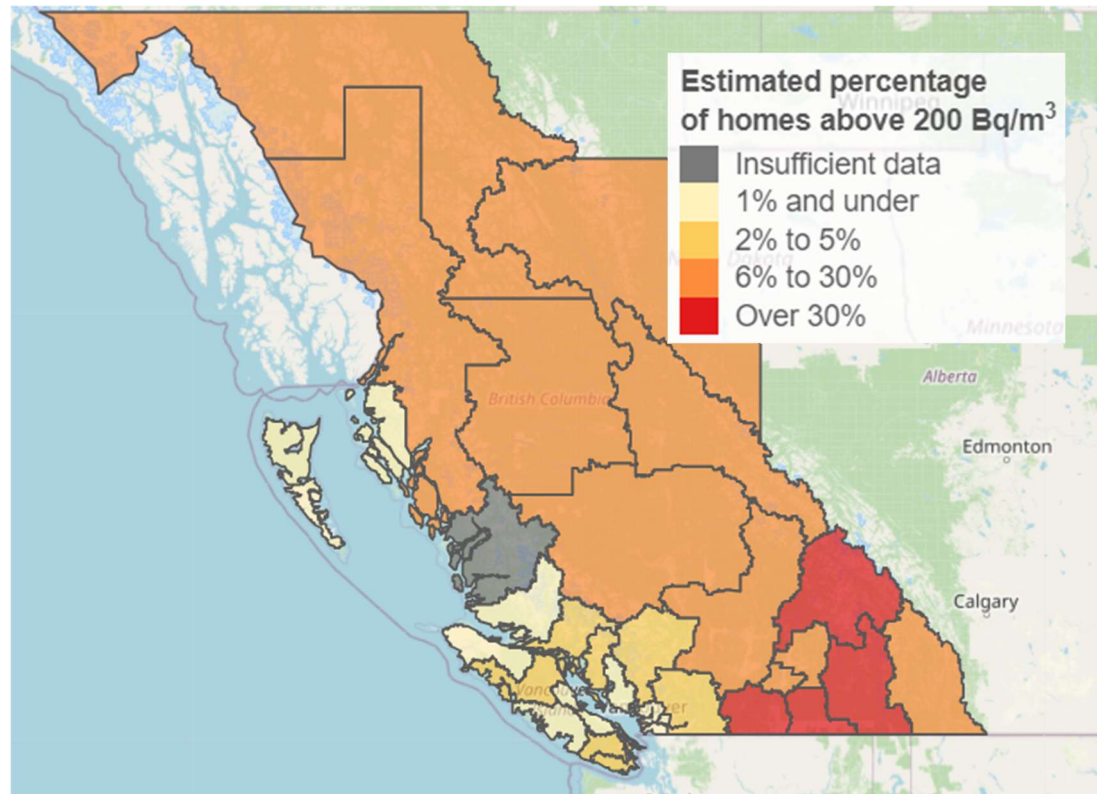 Estimated percentage
of homes above 200 Bq/m³
Winnipeg
Insufficient data
1% and under
2% to 5%
6% to 30%
Over 30%
Dakota
Minnesota
Alberta
British Columbia
Edmonton
Calgary